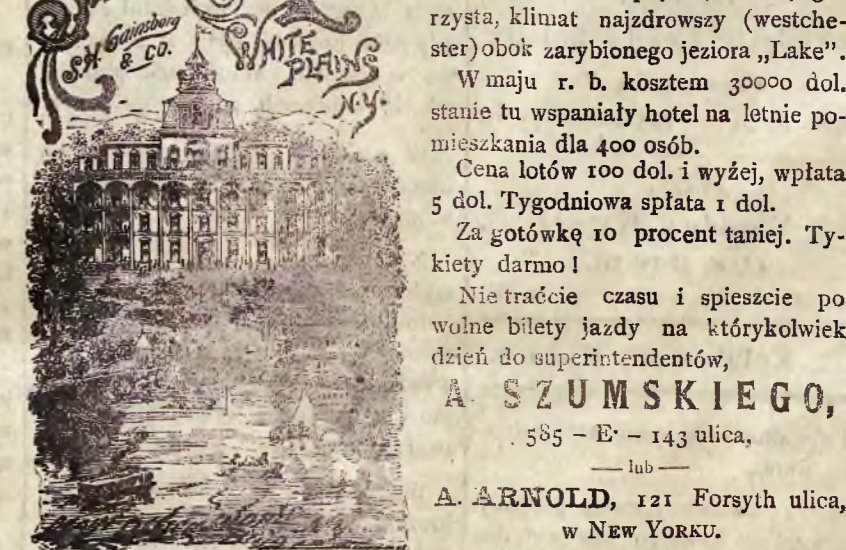 S. H. Gainsborg
& CO.
WHITE
PLAINS
N.Y.
rzysta, klimat najzdrowszy (westche-
ster) obok zarybionego jeziora „Lake”.
W maju r. b. kosztem 30000 dol.
stanie tu wspaniały hotel na letnie po-
mieszkania dla 400 osób.
Cena lotów 100 dol. i wyżej, wpłata
5 dol. Tygodniowa spłata 1 dol.
Za gotówkę 10 procent taniej. Ty-
kiety darmo !
Nie traćcie czasu i spieszcie po
wolne bilety jazdy na którykolwiek
dzień do superintendentów,
A. SZUMSKIEGO,
585 – E· – 143 ulica,
— lub —
A. ARNOLD, 121 Forsyth ulica,
w NEW YORKU.